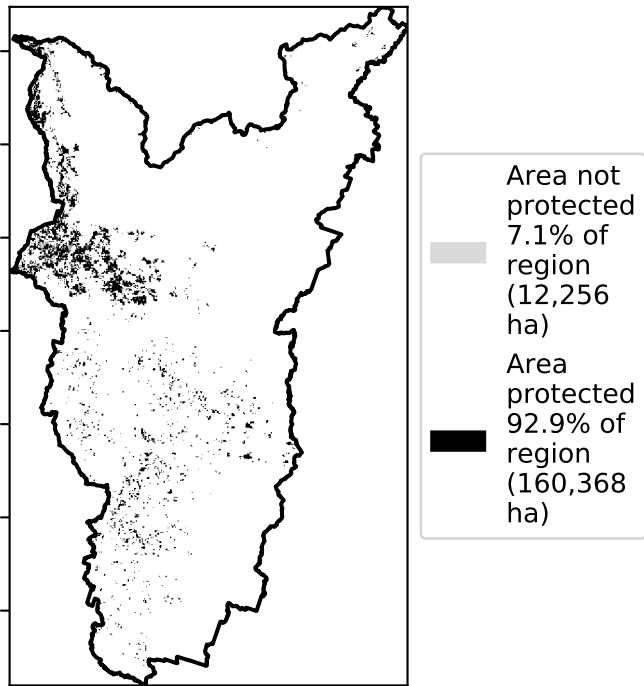 Area not
protected
7.1% of
region
(12,256
ha)
Area
protected
92.9% of
region
(160,368
ha)